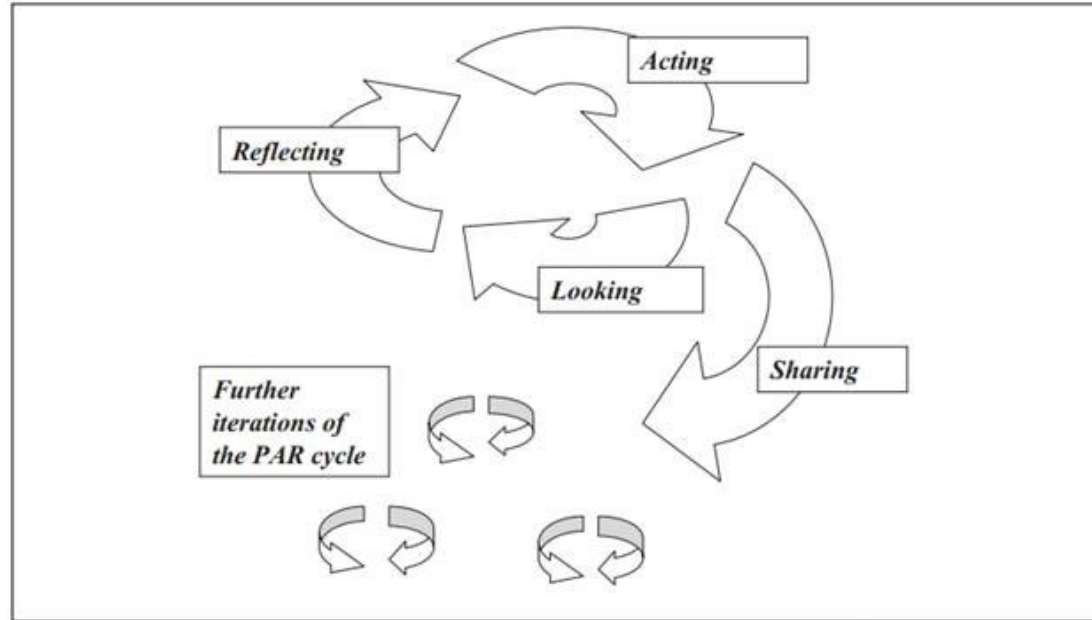 Acting
Reflecting
Looking
Sharing
Further
iterations of
the PAR cycle